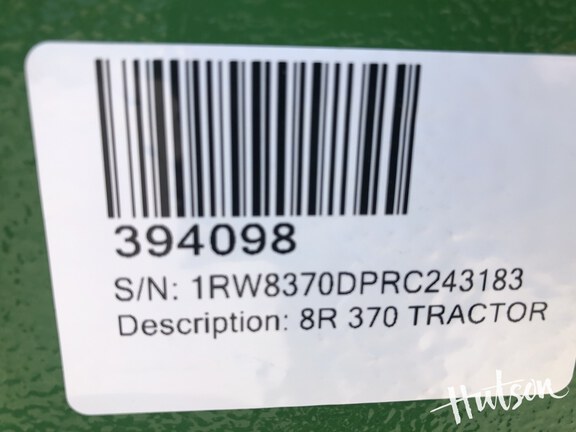 394098
S/N: 1RW8370DPRC243183
Description: 8R 370 TRACTOR
Hutson